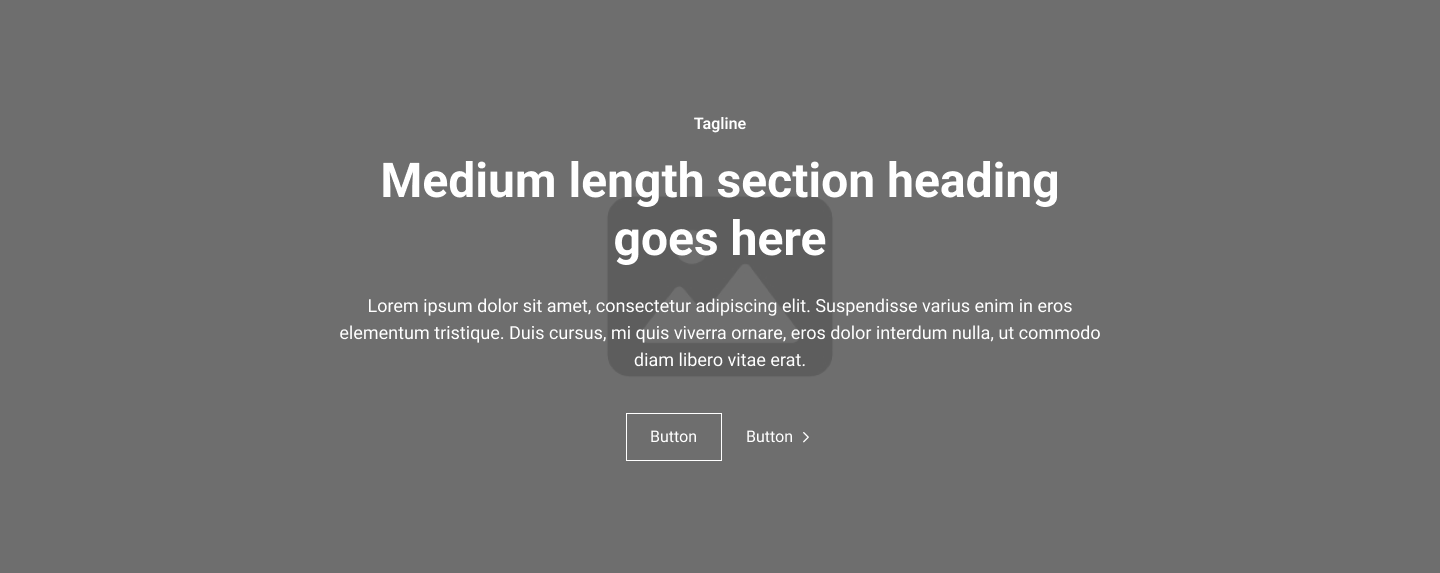 Tagline
Medium length section heading
goes here
Lorem ipsum dolor sit amet, consectetur adipiscing elit. Suspendisse varius enim in eros
elementum tristique. Duis cursus, mi quis viverra ornare, eros dolor interdum nulla, ut commodo
diam libero vitae erat.
Button Button